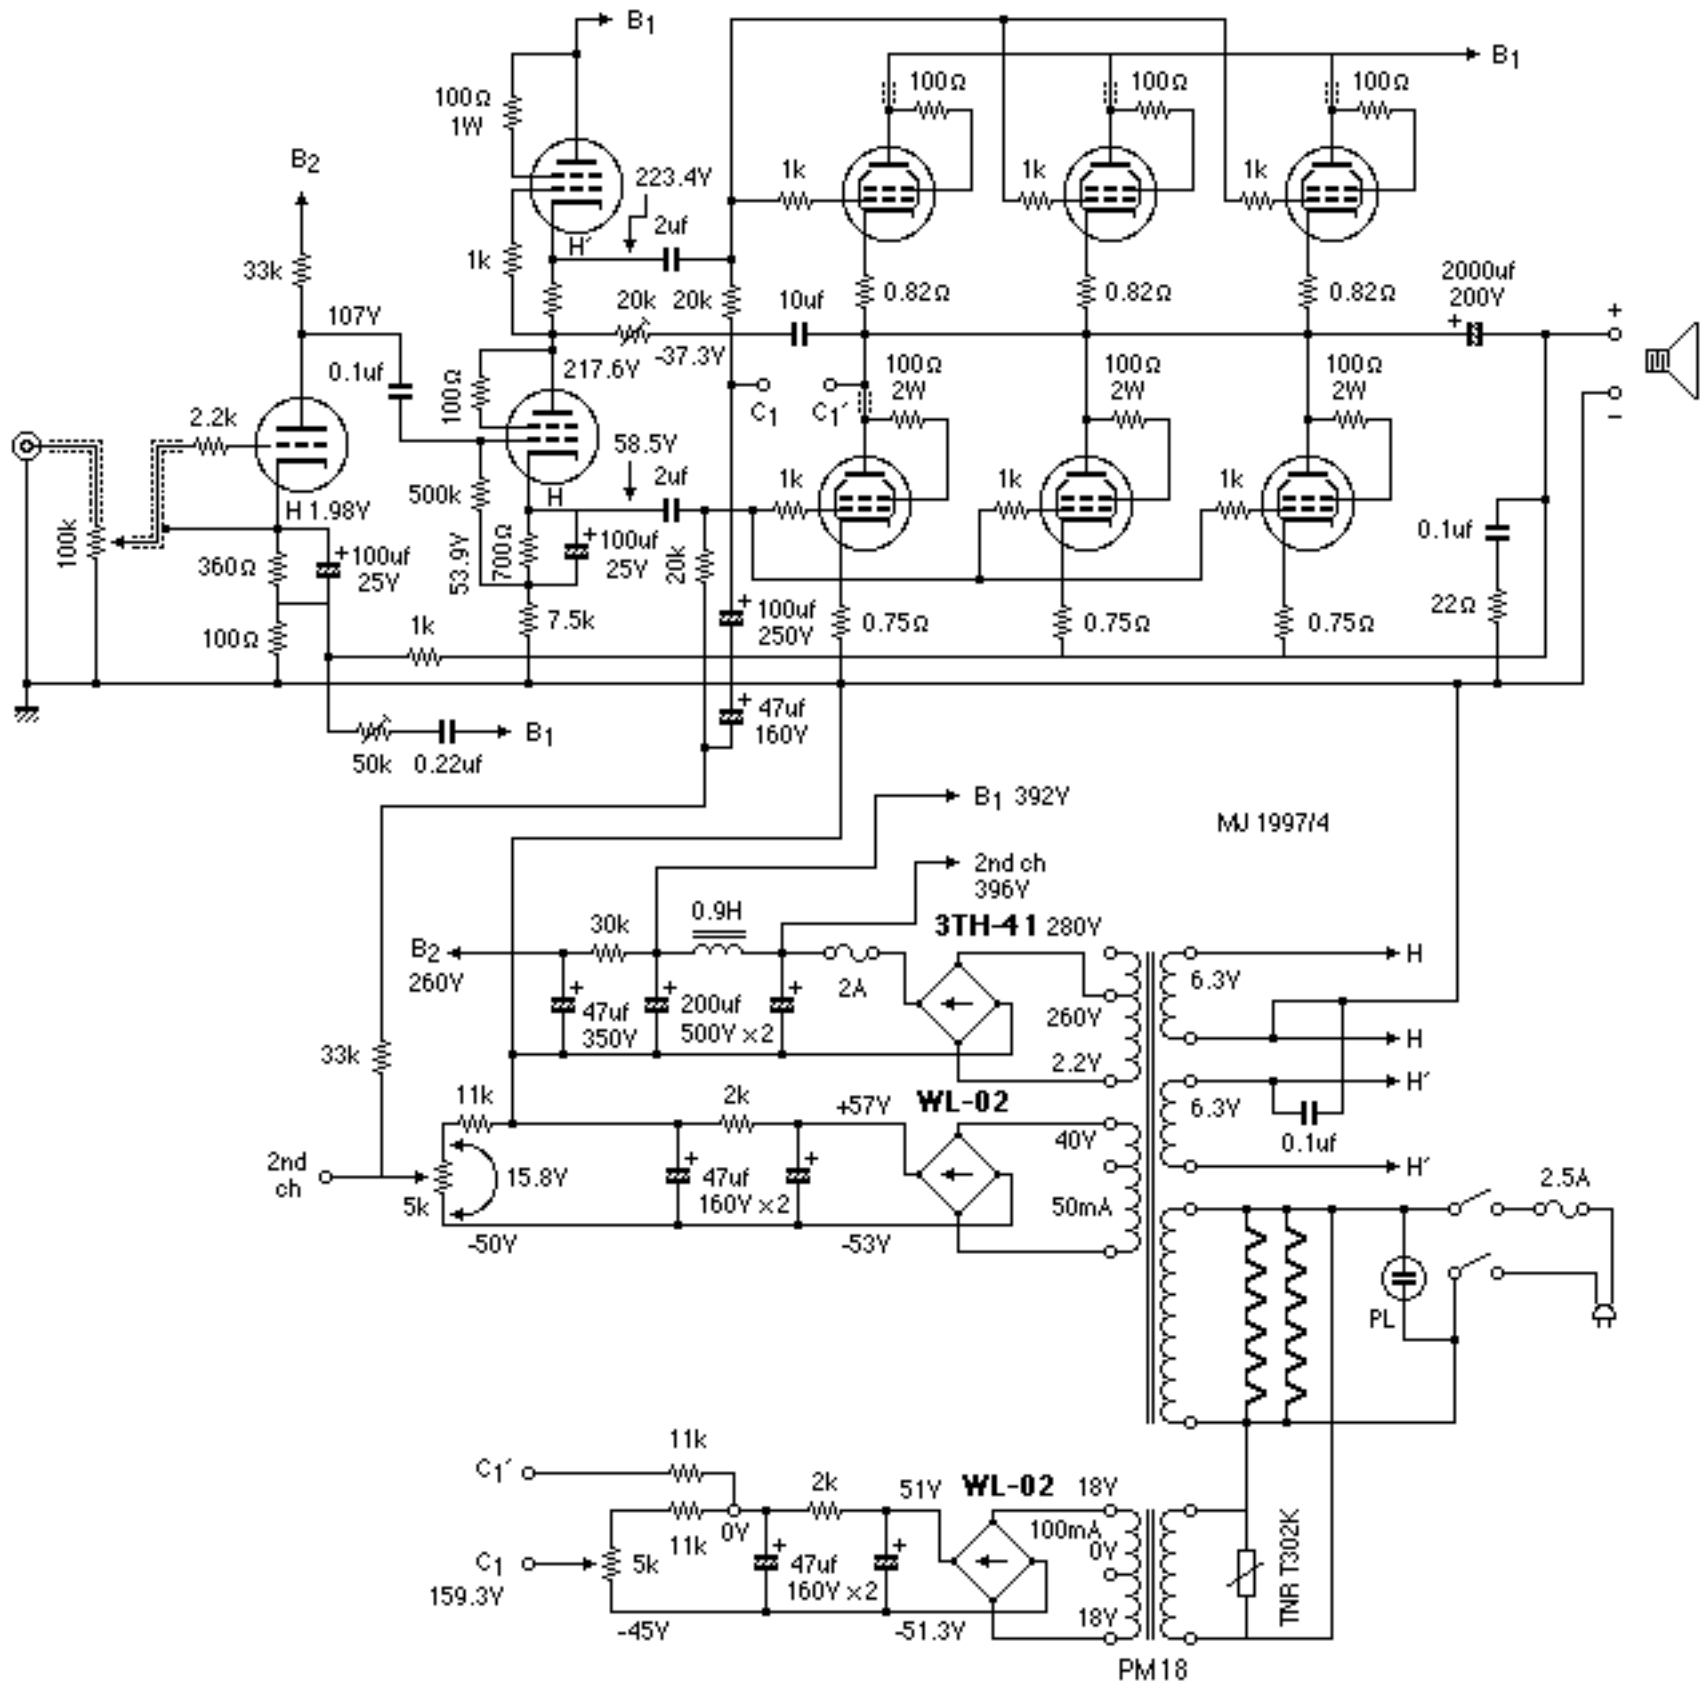 B1
B1
100Ω
1W
100Ω
100Ω
100Ω
B2
1k
1k
1k
223.4V
2uf
H´
1k
33k
20k
20k
10uf
0.82Ω
0.82Ω
0.82Ω
2000uf
200V
+
+
107V
-37.3V
217.6V
0.1uf
100Ω
C1
C1´
100Ω
2W
100Ω
2W
100Ω
2W
−
2.2k
58.5V
2uf
500k
H
1k
1k
1k
H 1.98V
100k
360Ω
+
100uf
25V
53.9V
700Ω
+
100uf
25V
20k
0.1uf
22Ω
100Ω
1k
7.5k
+
100uf
250V
0.75Ω
0.75Ω
0.75Ω
+
47uf
160V
50k
0.22uf
B1
B1 392V
MJ 1997/4
2nd ch
396V
B2
260V
30k
0.9H
2A
3TH-41
280V
260V
2.2V
6.3V
H
H
+
47uf
350V
+
200uf
500V×2
+
33k
11k
2k
+57V
WL-02
40V
50mA
6.3V
H´
0.1uf
H´
2nd
ch
5k
15.8V
+
47uf
160V×2
+
-50V
-53V
2.5A
PL
C1´
11k
11k
0V
2k
51V
WL-02
18V
100mA
0V
18V
C1
159.3V
5k
+
47uf
160V×2
+
-45V
-51.3V
TNR T302K
PM18